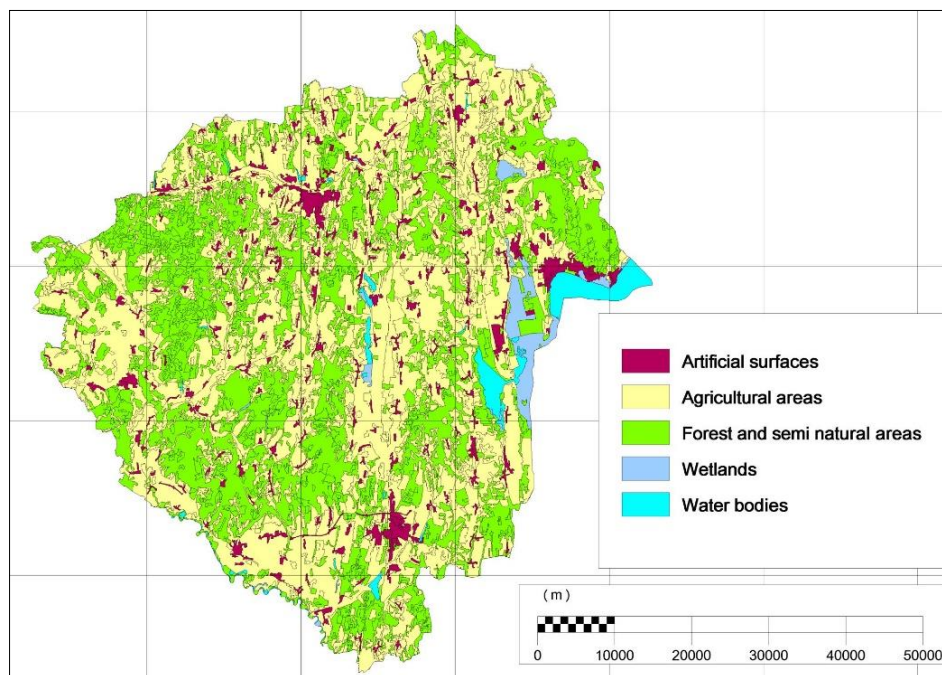 Artificial surfaces
Agricultural areas
Forest and semi natural areas
Wetlands
Water bodies
( m )
0 10000 20000 30000 40000 50000